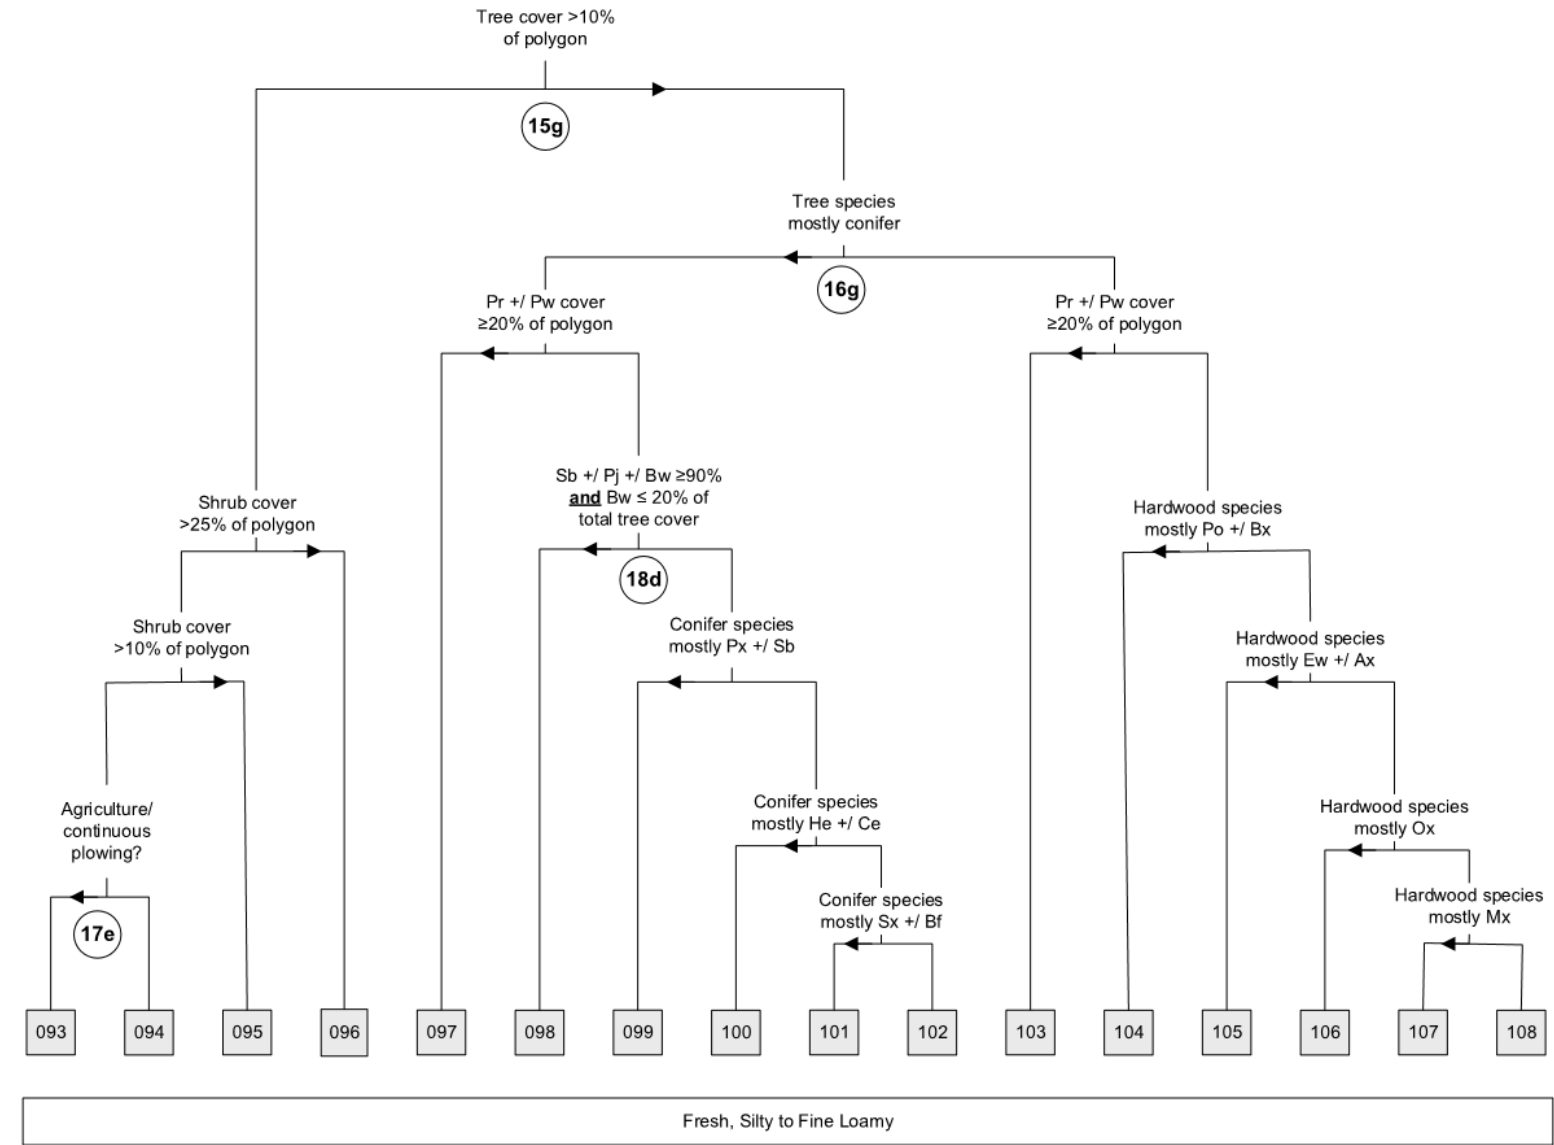 Tree cover >10%
of polygon
15g
Tree species
mostly conifer
16g
Pr +/ Pw cover
≥20% of polygon
Pr +/ Pw cover
≥20% of polygon
Sb +/ Pj +/ Bw ≥90%
and Bw ≤ 20% of
total tree cover
18d
Shrub cover
>25% of polygon
Hardwood species
mostly Po +/ Bx
Shrub cover
>10% of polygon
Conifer species
mostly Px +/ Sb
Hardwood species
mostly Ew +/ Ax
Agriculture/
continuous
plowing?
17e
Conifer species
mostly He +/ Ce
Hardwood species
mostly Ox
Conifer species
mostly Sx +/ Bf
Hardwood species
mostly Mx
093 094 095 096 097 098 099 100 101 102 103 104 105 106 107 108
Fresh, Silty to Fine Loamy